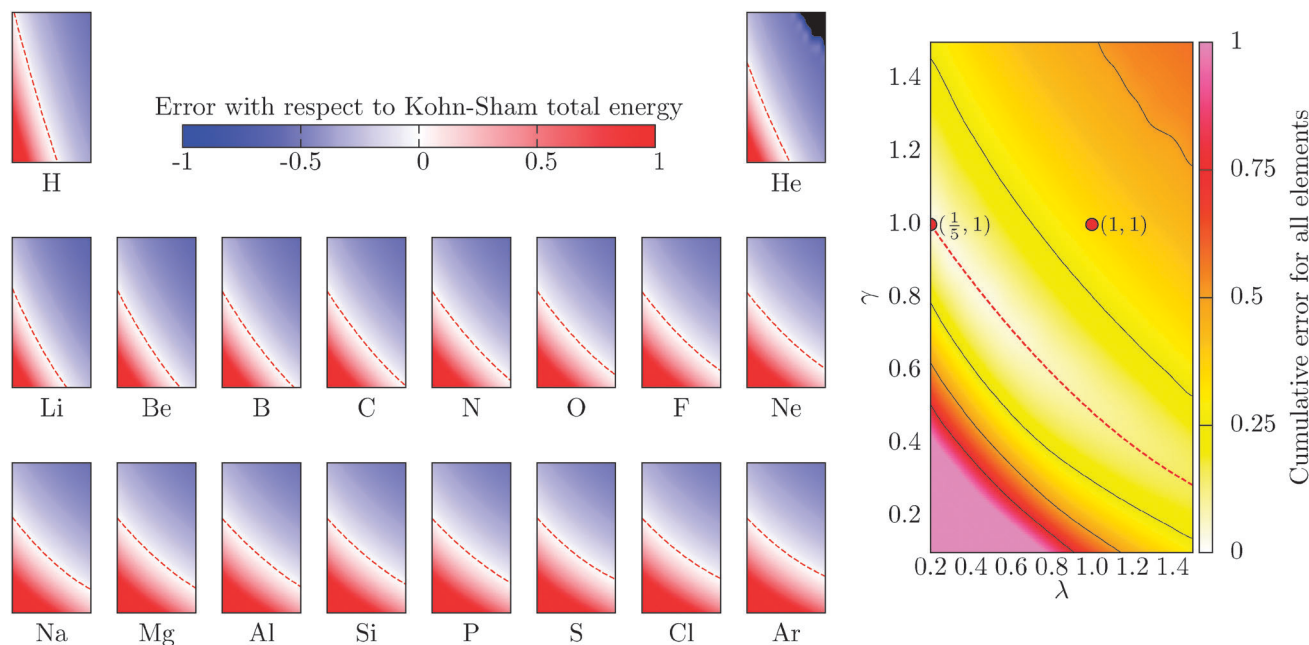 H
Error with respect to Kohn-Sham total energy
-1 -0.5 0 0.5 1
He
Li Be B C N O F Ne
Na Mg Al Si P S Cl Ar
γ
1.4
1.2
1.0
0.8
0.6
0.4
0.2
(1/5, 1)
(1, 1)
0.2 0.4 0.6 0.8 1.0 1.2 1.4
λ
1
0.75
0.5
0.25
0
Cumulative error for all elements